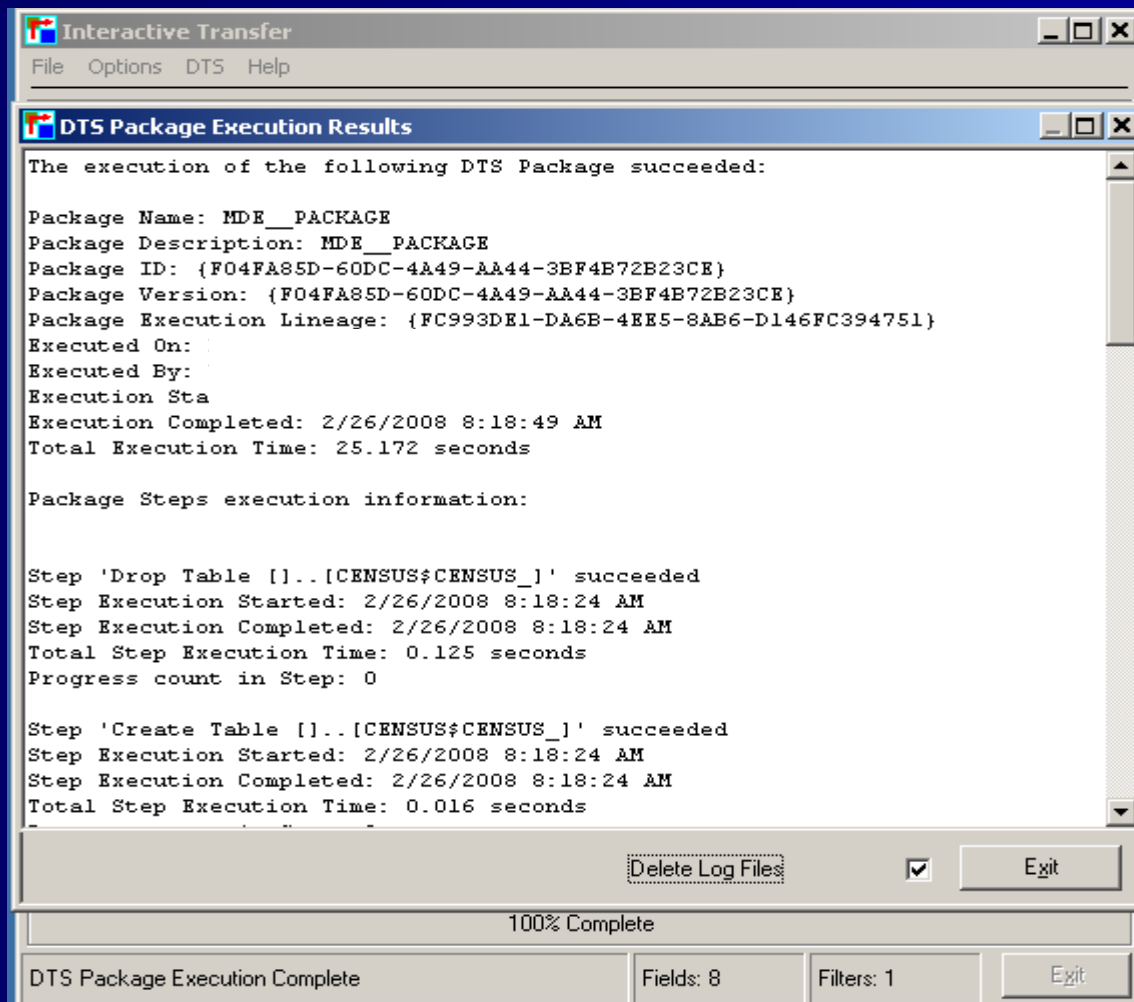 Interactive Transfer
File Options DTS Help
DTS Package Execution Results
The execution of the following DTS Package succeeded:
Package Name: MDE__PACKAGE
Package Description: MDE__PACKAGE
Package ID: {F04FA85D-60DC-4A49-AA44-3BF4B72B23CE}
Package Version: {F04FA85D-60DC-4A49-AA44-3BF4B72B23CE}
Package Execution Lineage: {FC993DE1-DA6B-4EE5-8AB6-D146FC394751}
Executed On:
Executed By:
Execution Sta
Execution Completed: 2/26/2008 8:18:49 AM
Total Execution Time: 25.172 seconds
Package Steps execution information:
Step 'Drop Table []..[CENSUS$CENSUS_]' succeeded
Step Execution Started: 2/26/2008 8:18:24 AM
Step Execution Completed: 2/26/2008 8:18:24 AM
Total Step Execution Time: 0.125 seconds
Progress count in Step: 0
Step 'Create Table []..[CENSUS$CENSUS_]' succeeded
Step Execution Started: 2/26/2008 8:18:24 AM
Step Execution Completed: 2/26/2008 8:18:24 AM
Total Step Execution Time: 0.016 seconds
Delete Log Files Exit
100% Complete
DTS Package Execution Complete Fields: 8 Filters: 1 Exit